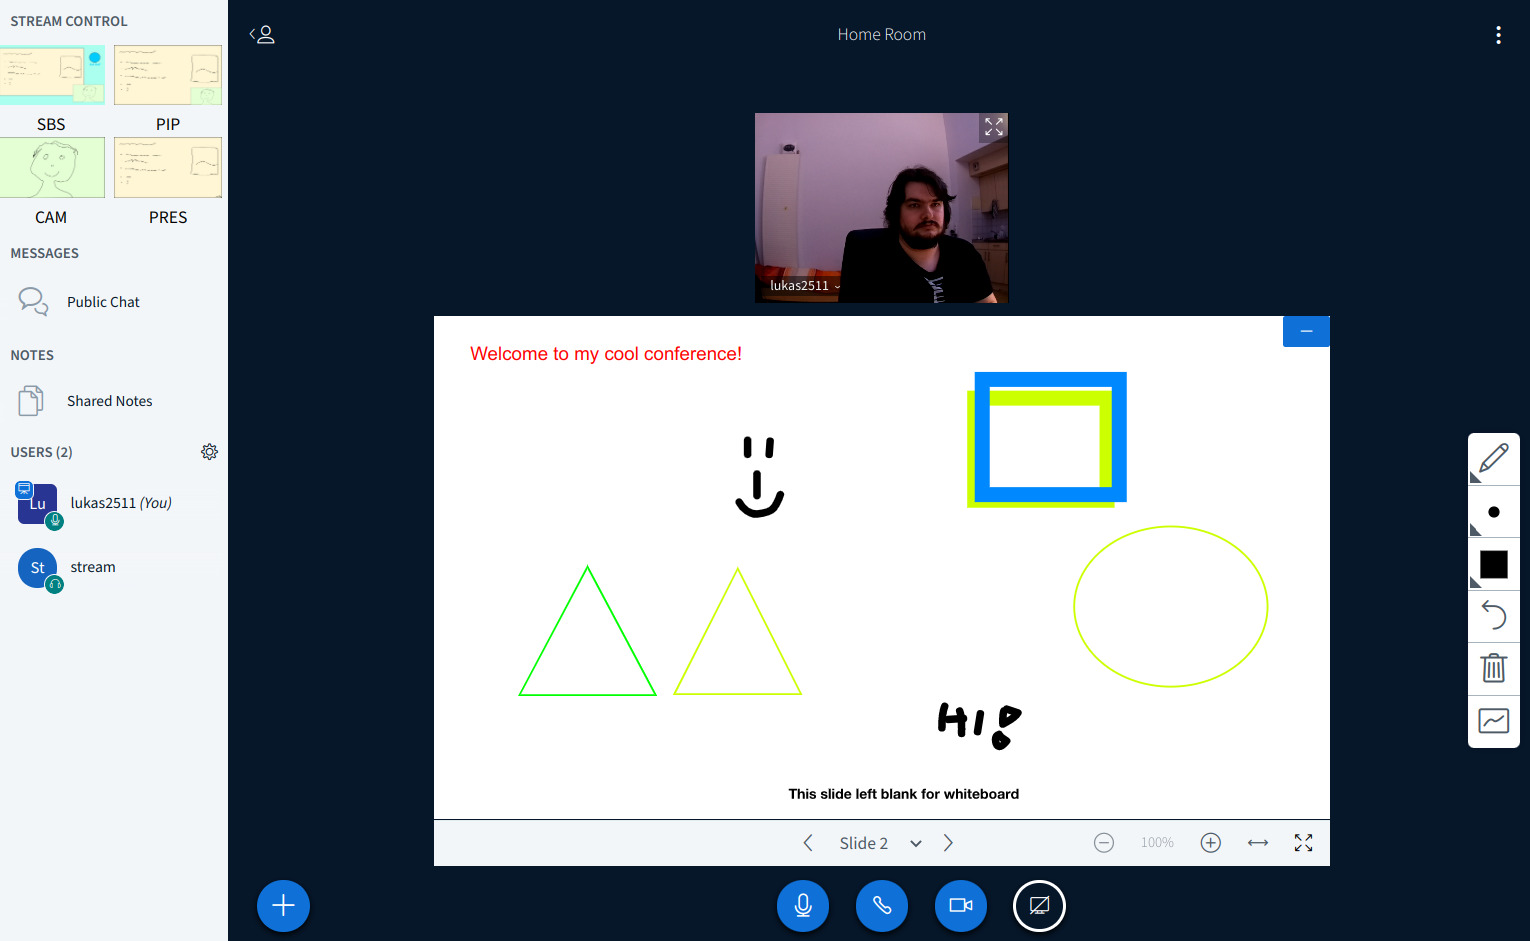 STREAM CONTROL
SBS
PIP
CAM
PRES
MESSAGES
Public Chat
NOTES
Shared Notes
USERS (2)
Lu
lukas2511 (You)
St
stream
Home Room
lukas2511
Welcome to my cool conference!
HI!
This slide left blank for whiteboard
Slide 2
100%